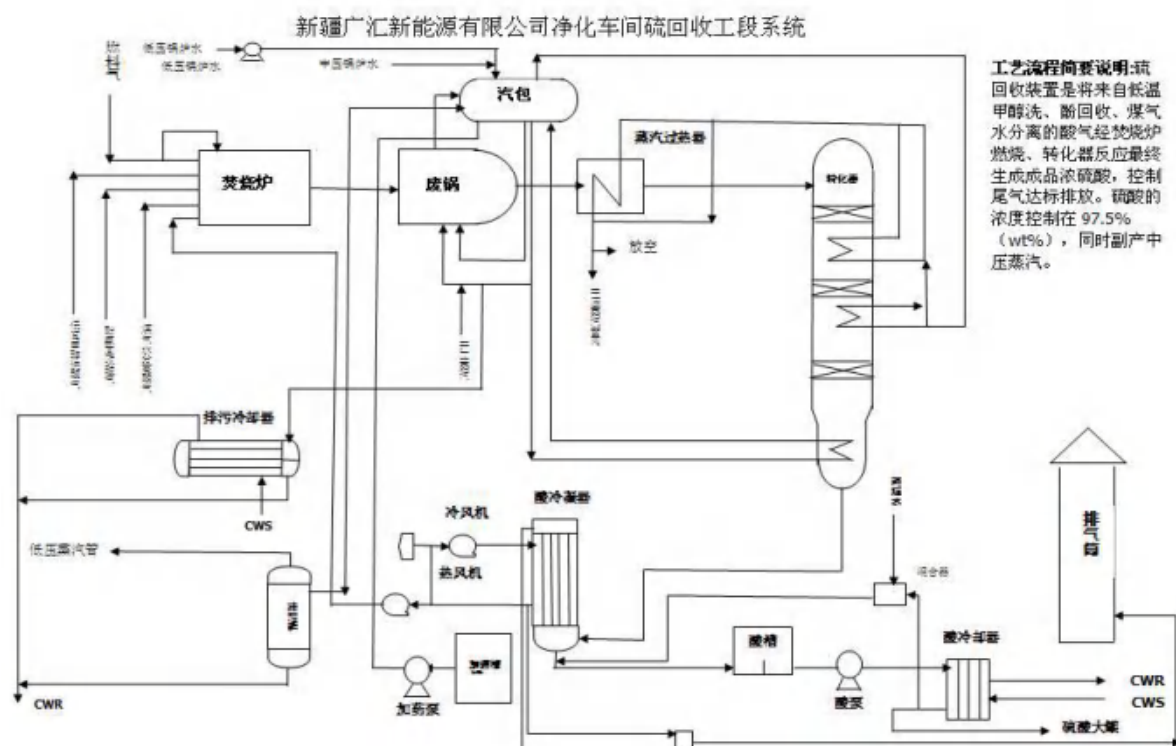 新疆广汇新能源有限公司净化车间硫回收工段系统
低压锅炉水
低压锅炉水
中压锅炉水
汽包
工艺流程简要说明:硫
回收装置是将来自低温
甲醇洗、酚回收、煤气
水分离的酸气经焚烧炉
燃烧、转化器反应最终
生成成品浓硫酸，控制
尾气达标排放。硫酸的
浓度控制在 97.5%
（wt%），同时副产中
压蒸汽。
蒸汽过热器
焚烧炉
废锅
转化器
放空
排污冷却器
CWS
酸冷凝器
冷风机
热风机
低压蒸汽管
混合器
排气筒
酸槽
酸冷却器
加药泵
酸泵
CWR
CWR
CWS
硫酸大罐